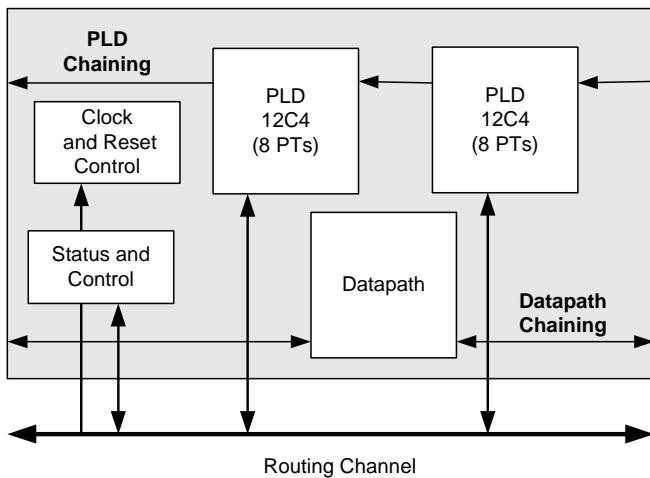 PLD
Chaining
PLD
12C4
(8 PTs)
PLD
12C4
(8 PTs)
Clock
and Reset
Control
Status and
Control
Datapath
Datapath
Chaining
Routing Channel